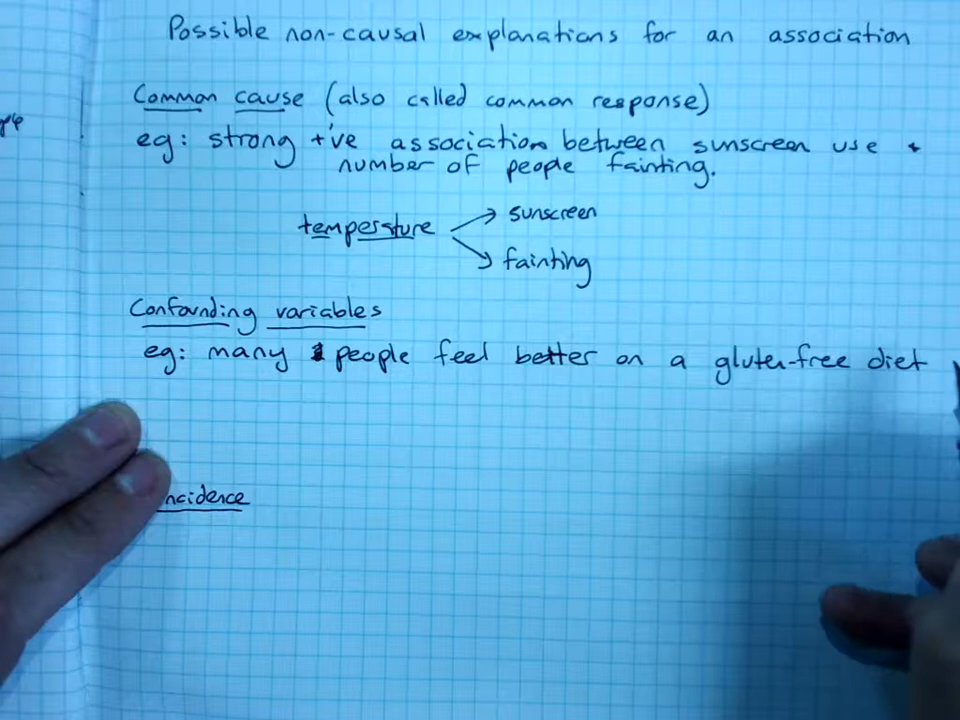 Possible non-causal explanations for an association
Common cause (also called common response)
eg: strong +'ve association between sunscreen use +
number of people fainting.
temperature
sunscreen
fainting
Confounding variables
eg: many people feel better on a gluten-free diet
ncidence